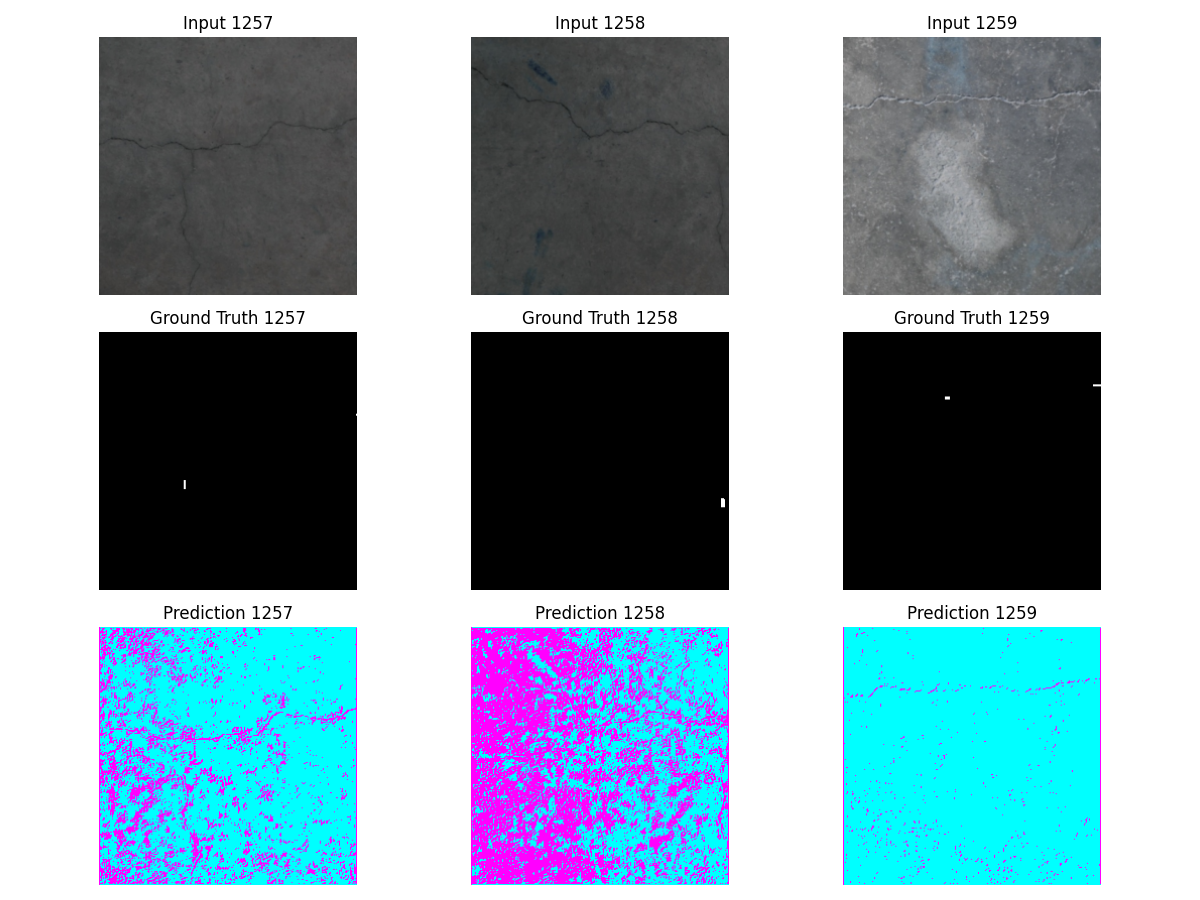 Input 1257
Input 1258
Input 1259
Ground Truth 1257
Ground Truth 1258
Ground Truth 1259
Prediction 1257
Prediction 1258
Prediction 1259